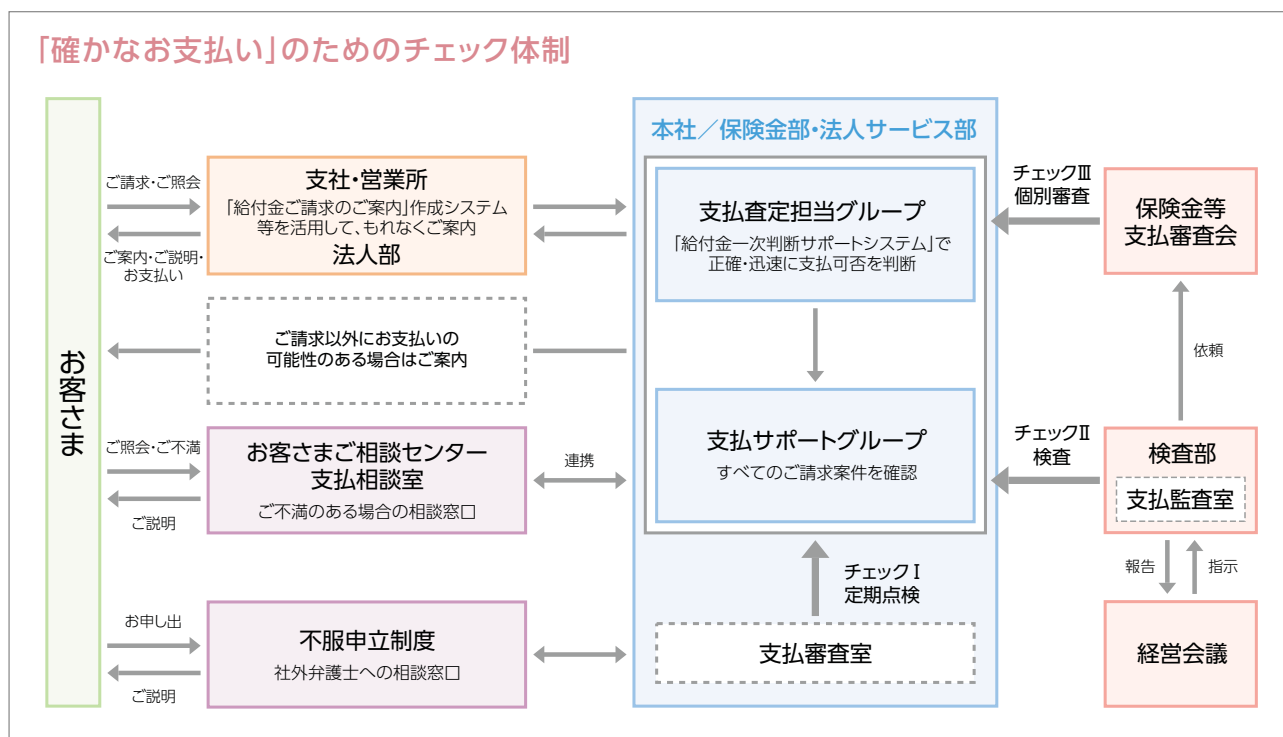 「確かなお支払い」のためのチェック体制
お客さま
ご請求・ご照会
ご案内・ご説明・
お支払い
支社・営業所
「給付金ご請求のご案内」作成システム
等を活用して、もれなくご案内
法人部
ご請求以外にお支払いの
可能性のある場合はご案内
ご照会・ご不満
ご説明
お客さまご相談センター
支払相談室
ご不満のある場合の相談窓口
連携
お申し出
ご説明
不服申立制度
社外弁護士への相談窓口
本社／保険金部・法人サービス部
支払査定担当グループ
「給付金一次判断サポートシステム」で
正確・迅速に支払可否を判断
支払サポートグループ
すべてのご請求案件を確認
チェックⅠ
定期点検
支払審査室
チェックⅢ
個別審査
保険金等
支払審査会
依頼
チェックⅡ
検査
検査部
支払監査室
報告
指示
経営会議